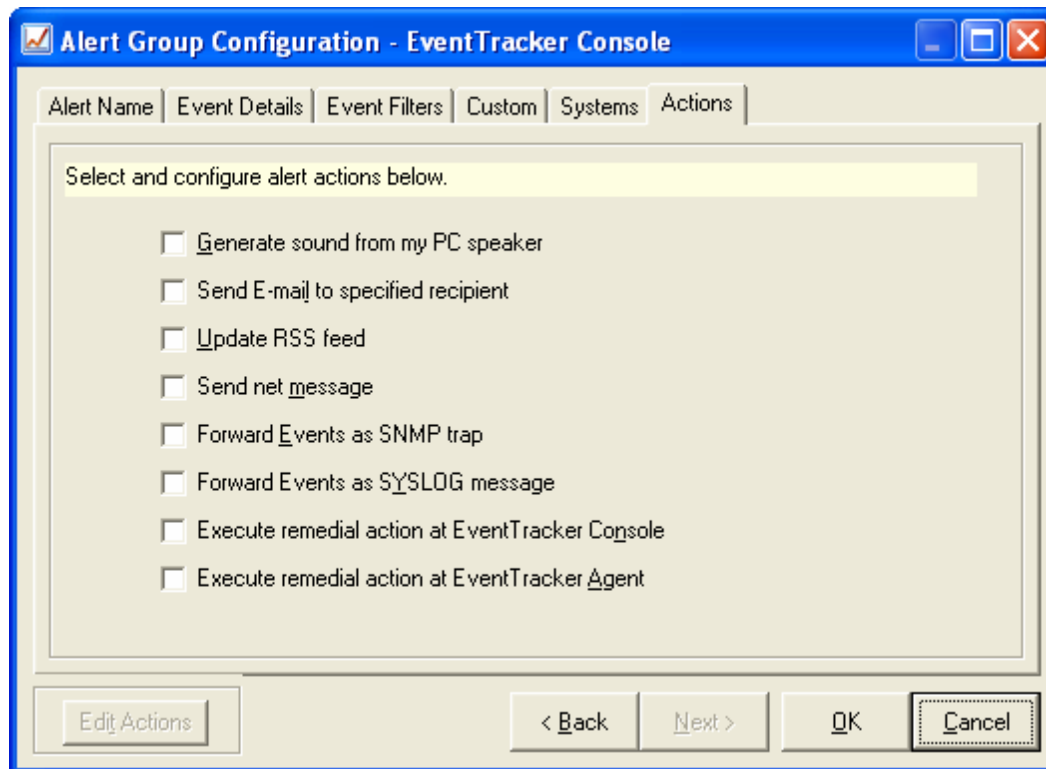 Alert Group Configuration - EventTracker Console
Alert Name Event Details Event Filters Custom Systems Actions
Select and configure alert actions below.
Generate sound from my PC speaker
Send E-mail to specified recipient
Update RSS feed
Send net message
Forward Events as SNMP trap
Forward Events as SYSLOG message
Execute remedial action at EventTracker Console
Execute remedial action at EventTracker Agent
Edit Actions < Back Next > OK Cancel